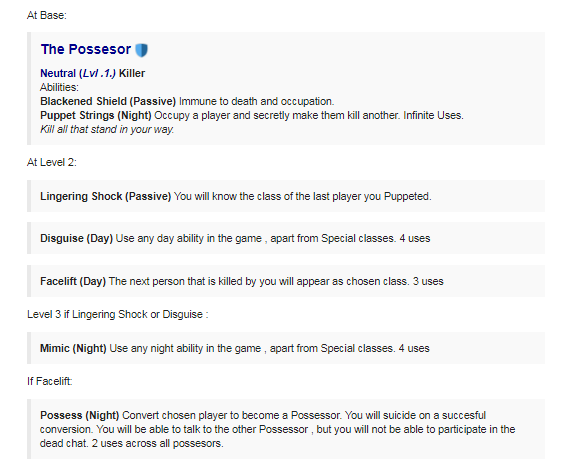 At Base:
The Possesor
Neutral (Lvl .1.) Killer
Abilities:
Blackened Shield (Passive) Immune to death and occupation.
Puppet Strings (Night) Occupy a player and secretly make them kill another. Infinite Uses.
Kill all that stand in your way.
At Level 2:
Lingering Shock (Passive) You will know the class of the last player you Puppeted.
Disguise (Day) Use any day ability in the game , apart from Special classes. 4 uses
Facelift (Day) The next person that is killed by you will appear as chosen class. 3 uses
Level 3 if Lingering Shock or Disguise :
Mimic (Night) Use any night ability in the game , apart from Special classes. 4 uses
If Facelift:
Possess (Night) Convert chosen player to become a Possessor. You will suicide on a succesful
conversion. You will be able to talk to the other Possessor , but you will not be able to participate in the
dead chat. 2 uses across all possesors.